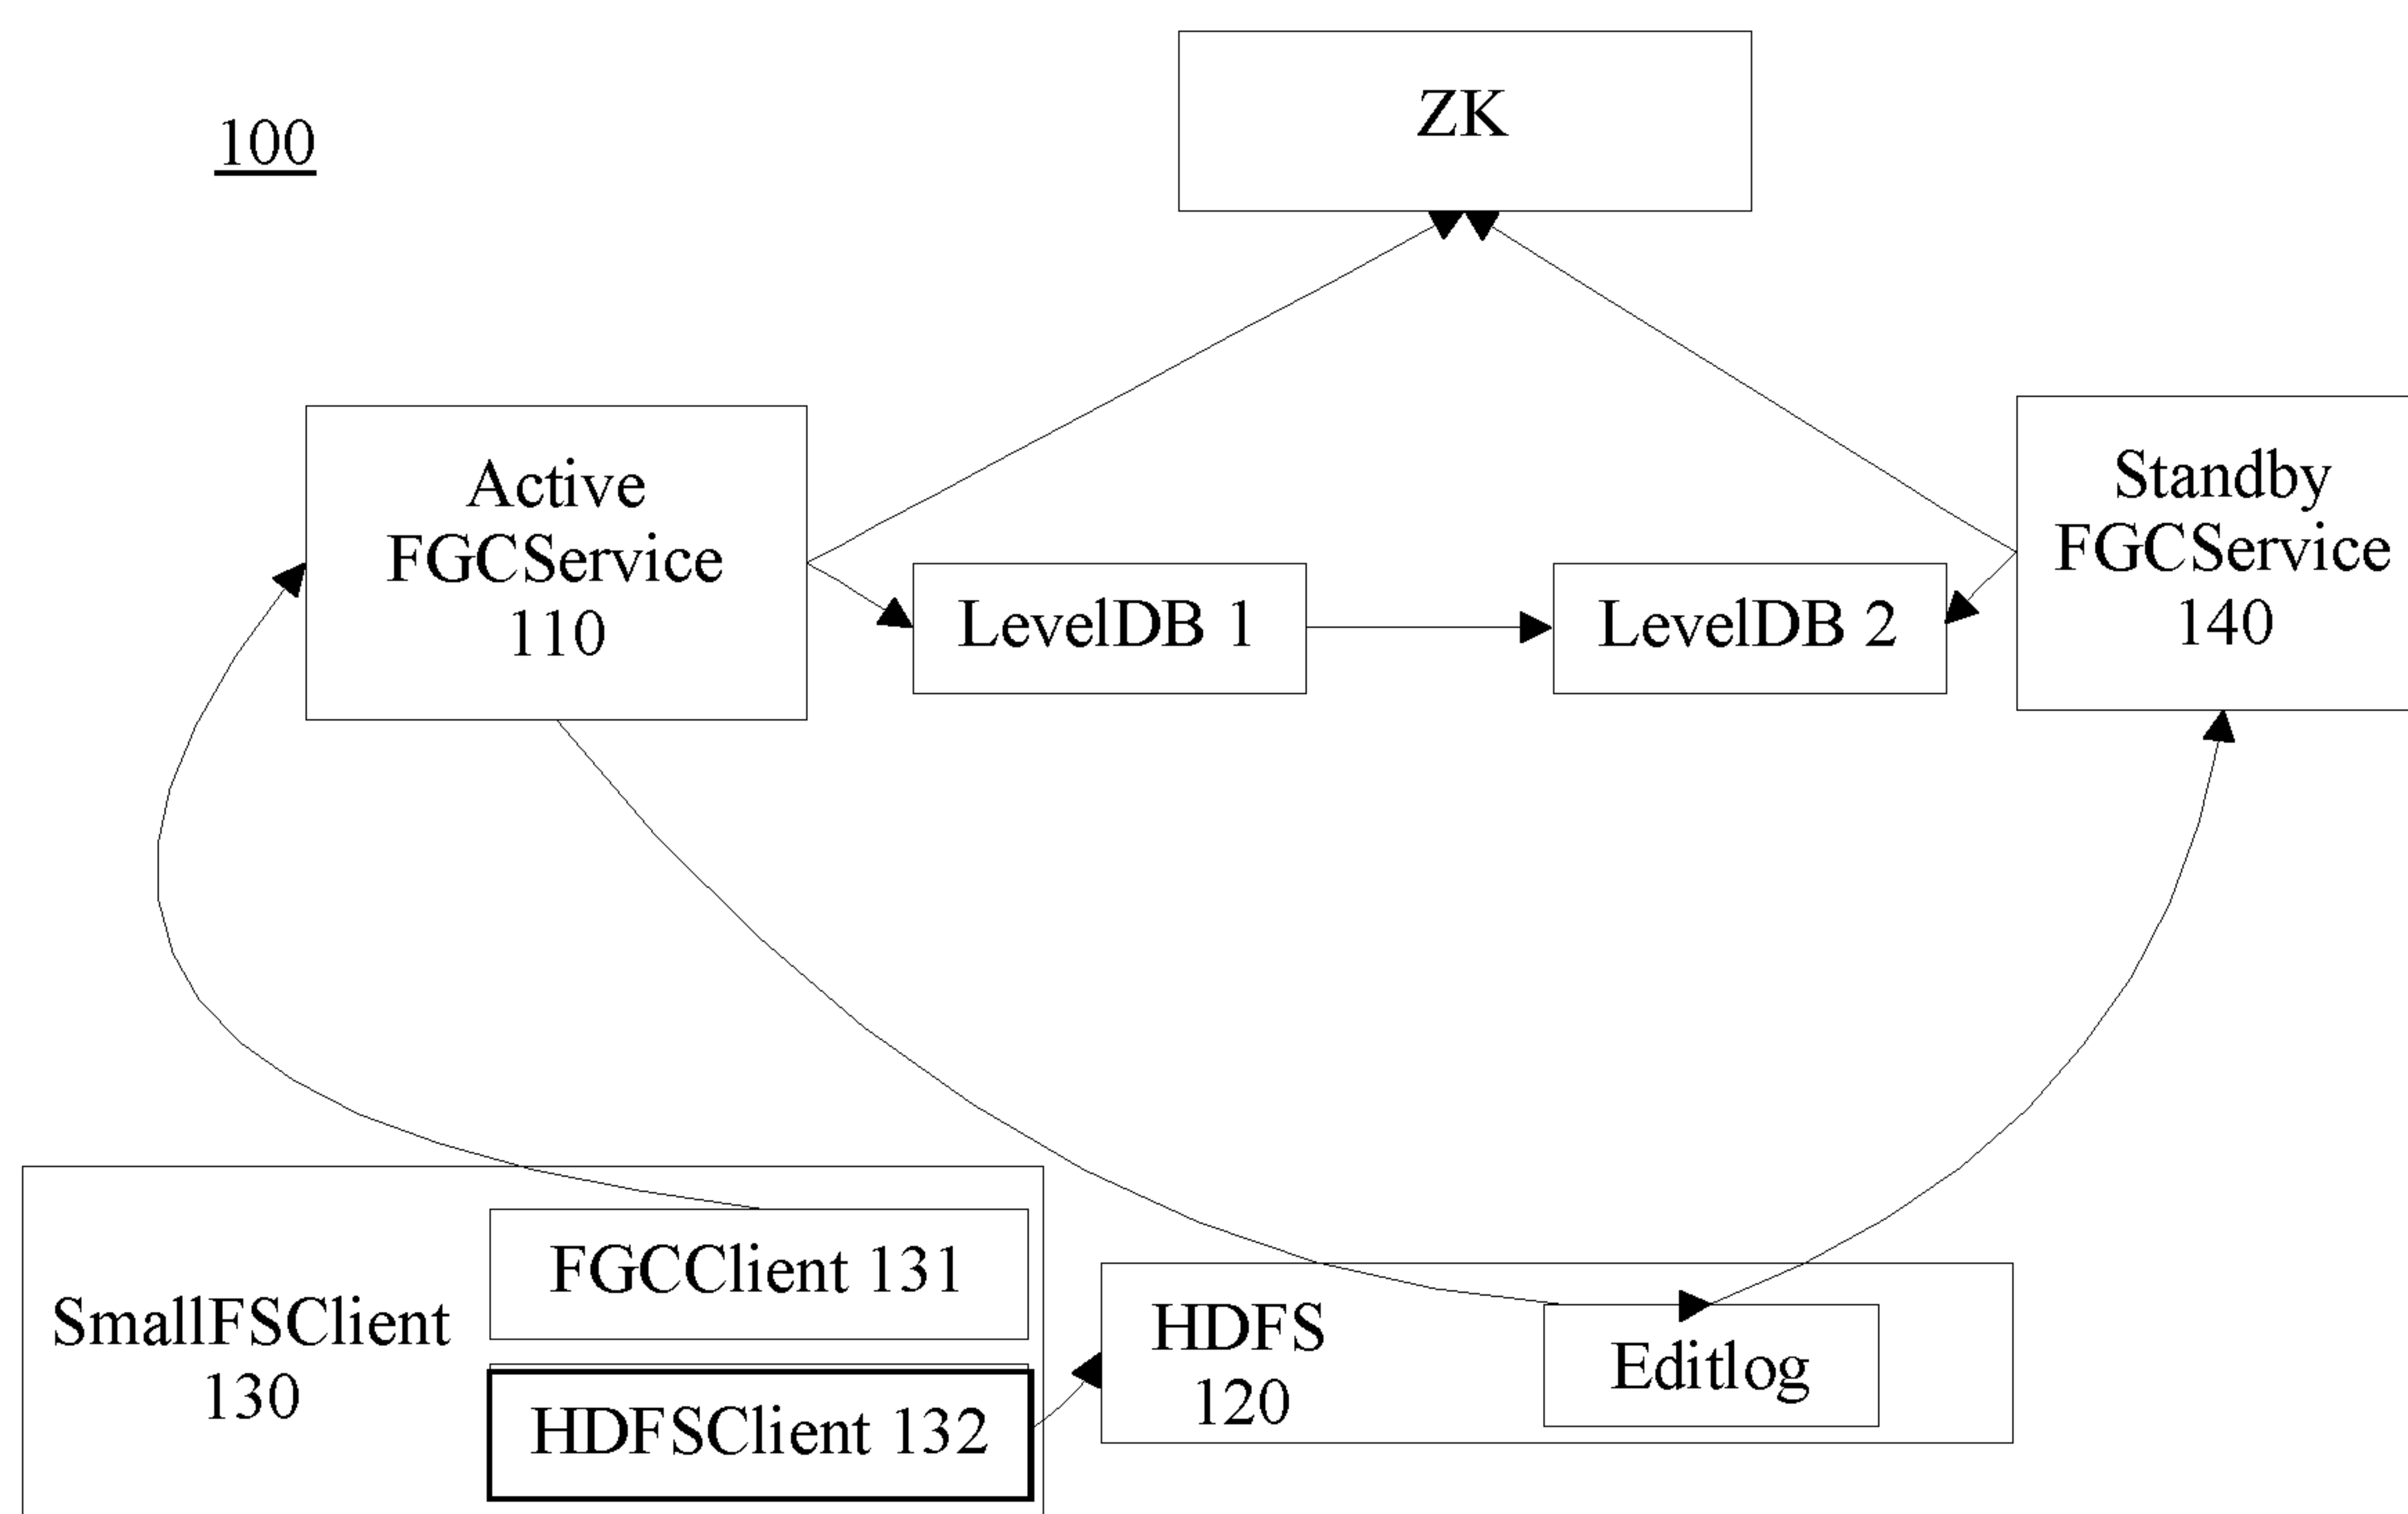 ZK
100
Active
FGCService
110
LevelDB 1
LevelDB 2
Standby
FGCService
140
FGCClient 131
SmallFSClient
130
HDFSClient 132
HDFS
120
Editlog